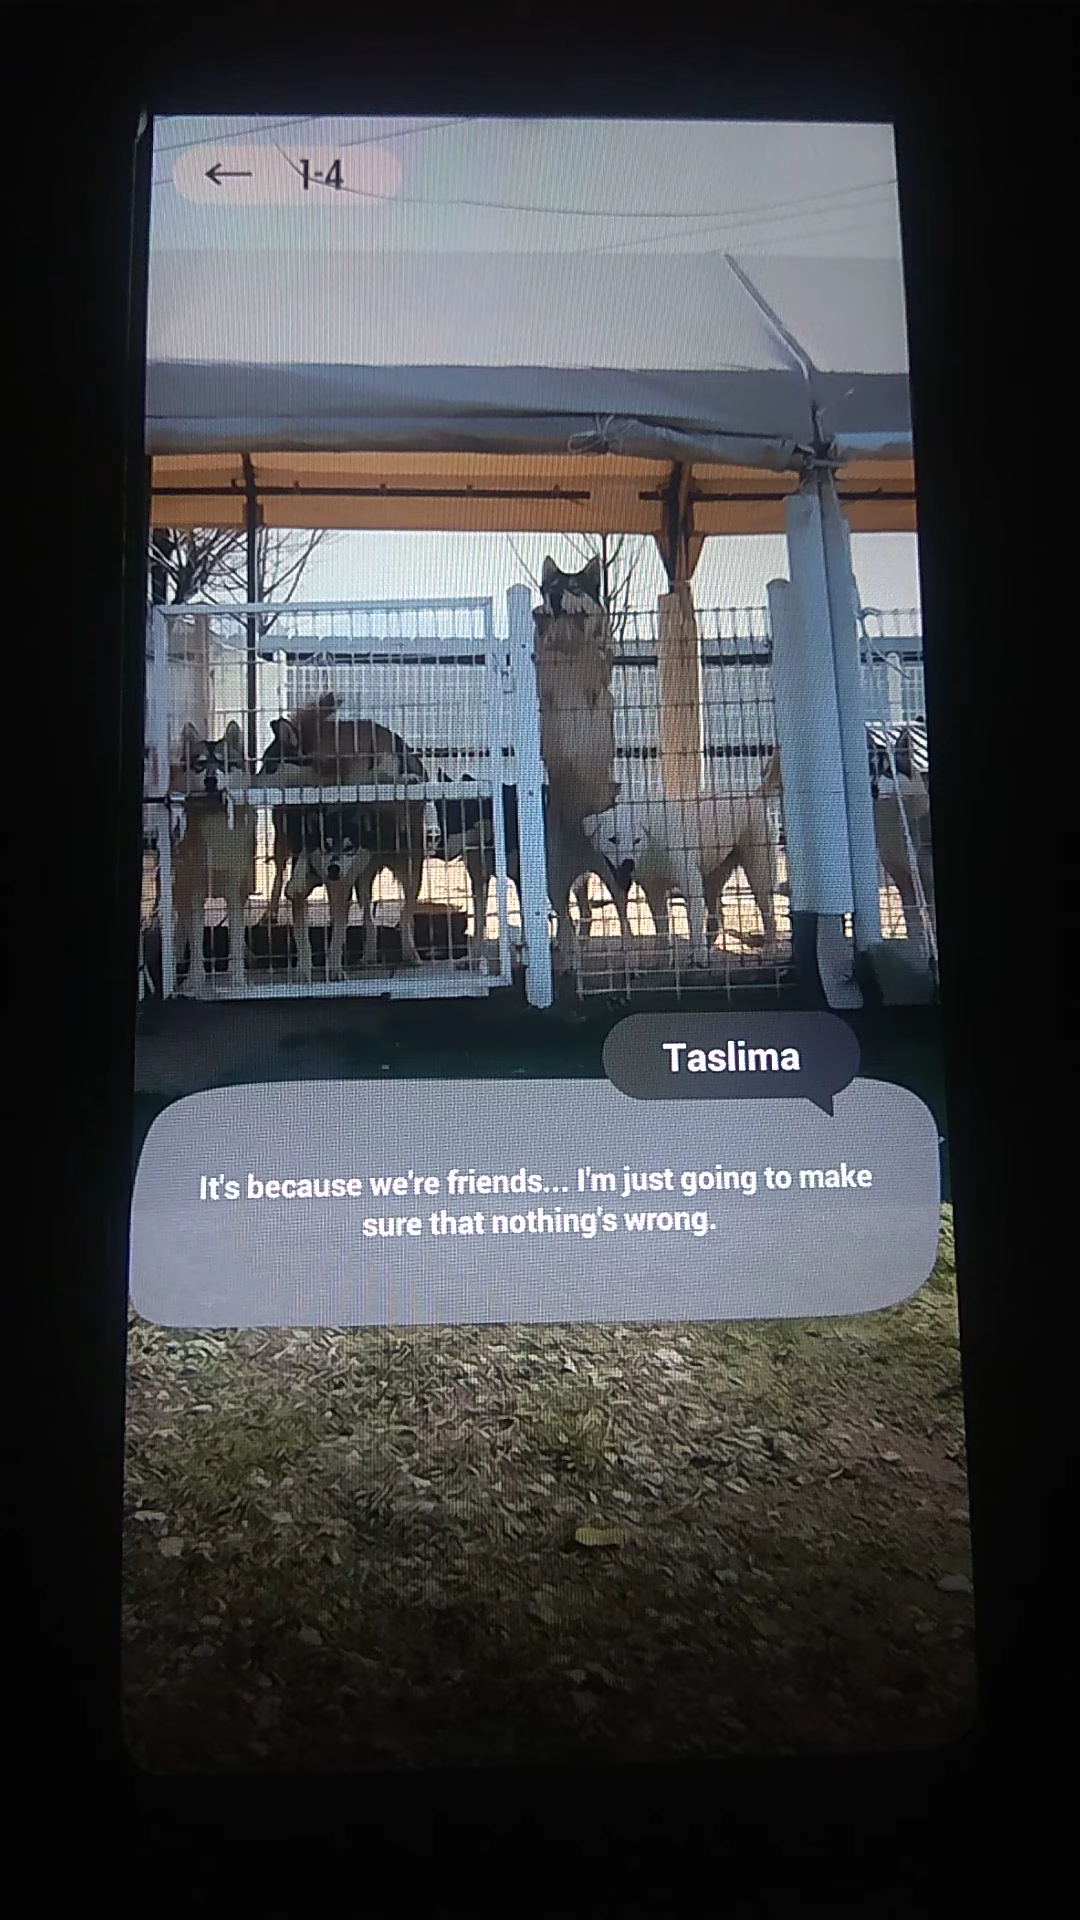 ← 1-4
Taslima
It's because we're friends... I'm just going to make
sure that nothing's wrong.